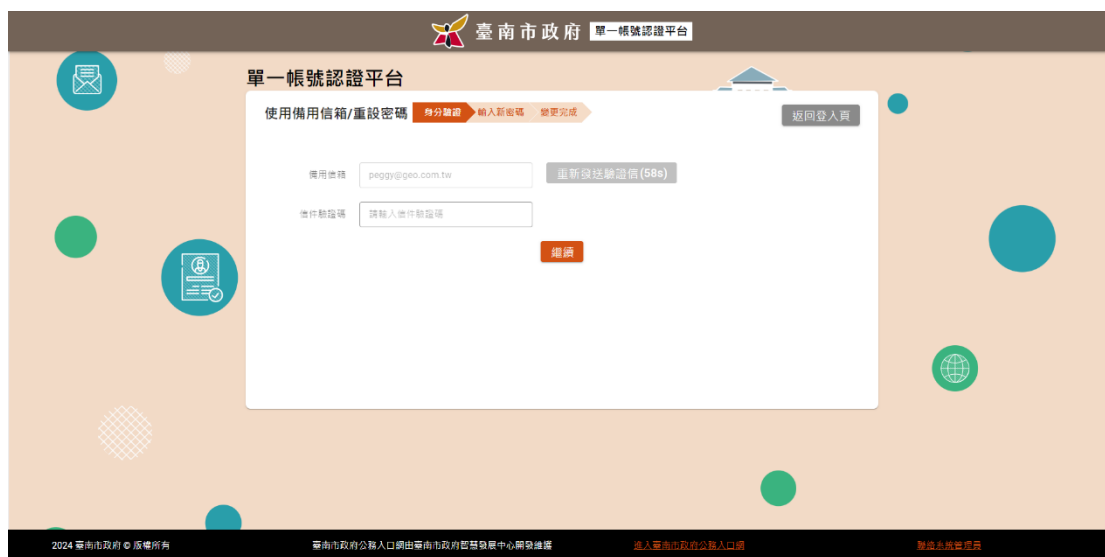 臺南市政府 單一帳號認證平台
單一帳號認證平台
使用備用信箱/重設密碼 身分驗證 輸入新密碼 變更完成 返回登入頁
備用信箱 peggy@geo.com.tw 重新發送驗證信(58s)
信件驗證碼 請輸入信件驗證碼
繼續
2024 臺南市政府 © 版權所有 臺南市政府公務入口網由臺南市政府智慧發展中心開發維護 進入臺南市政府公務入口網 聯絡系統管理員